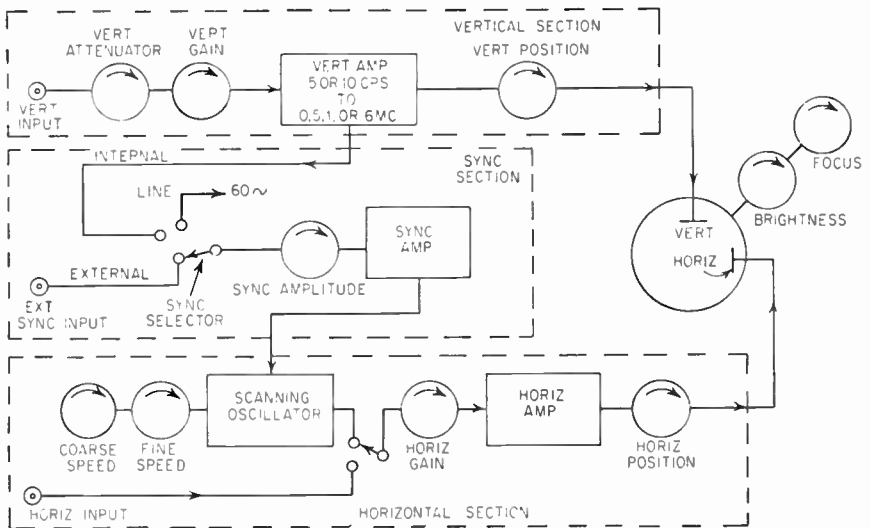 VERTICAL SECTION
VERT
ATTENUATOR
VERT
GAIN
VERT AMP
5 OR 10 CPS
TO
0,5,1, OR 6MC
VERT POSITION
VERT
INPUT
INTERNAL
SYNC
SECTION
LINE
60~
FOCUS
BRIGHTNESS
VERT
HORIZ
SYNC
AMP
EXTERNAL
SYNC AMPLITUDE
EXT
SYNC INPUT
SYNC
SELECTOR
SCANNING
OSCILLATOR
HORIZ
AMP
COARSE
SPEED
FINE
SPEED
HORIZ
GAIN
HORIZ
POSITION
HORIZ INPUT
HORIZONTAL SECTION